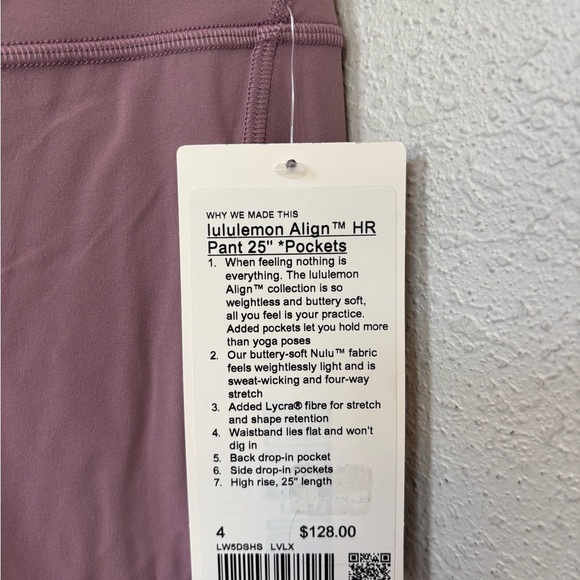 WHY WE MADE THIS
lululemon Align™ HR
Pant 25" *Pockets
1. When feeling nothing is
everything. The lululemon
Align™ collection is so
weightless and buttery soft,
all you feel is your practice.
Added pockets let you hold more
than yoga poses
2. Our buttery-soft Nulu™ fabric
feels weightlessly light and is
sweat-wicking and four-way
stretch
3. Added Lycra® fibre for stretch
and shape retention
4. Waistband lies flat and won't
dig in
5. Back drop-in pocket
6. Side drop-in pockets
7. High rise, 25" length
4 $128.00
LW5DSHS LVLX